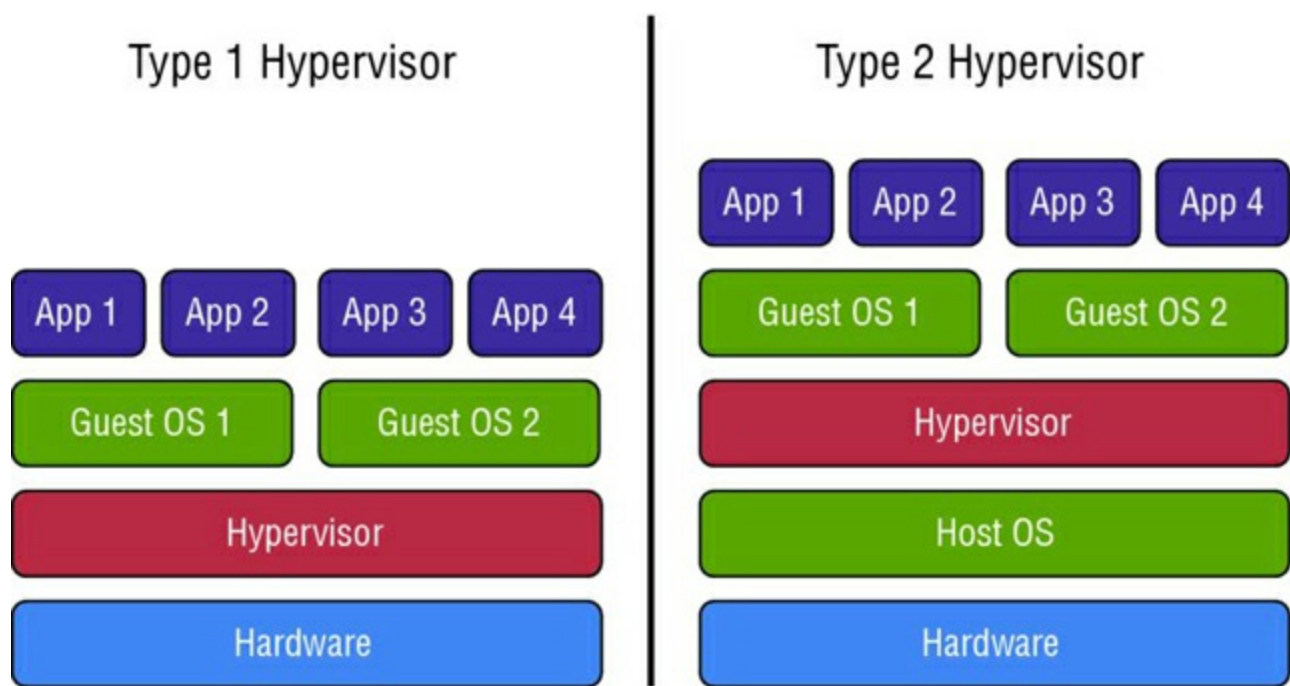 Type 1 Hypervisor
App 1 App 2 App 3 App 4
Guest OS 1 Guest OS 2
Hypervisor
Hardware
Type 2 Hypervisor
App 1 App 2 App 3 App 4
Guest OS 1 Guest OS 2
Hypervisor
Host OS
Hardware